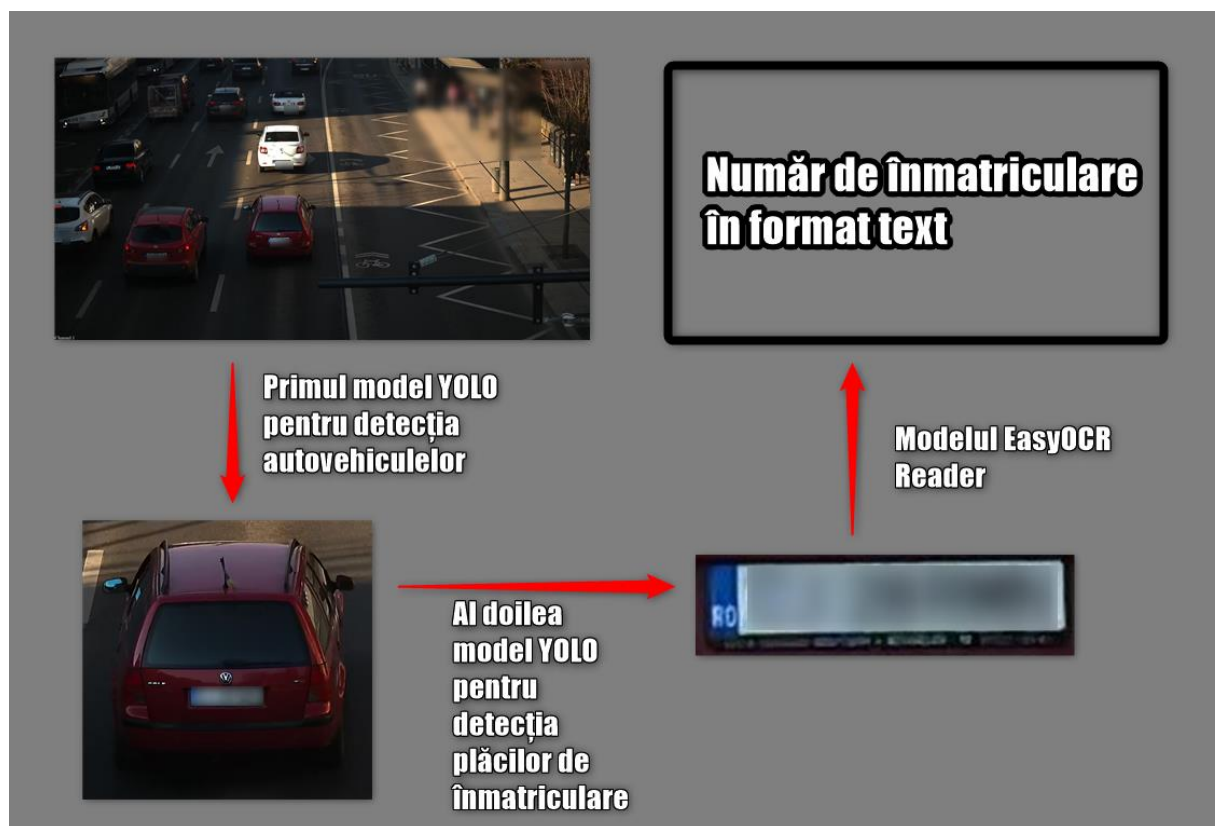 Primul model YOLO
pentru detecția
autovehiculelor
Al doilea
model YOLO
pentru
detecția
plăcilor de
înmatriculare
RO
Modelul EasyOCR
Reader
Număr de înmatriculare
în format text